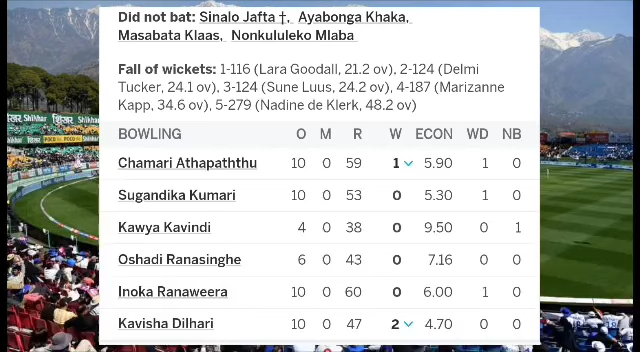 Did not bat: Sinalo Jafta †, Ayabonga Khaka,
Masabata Klaas, Nonkululeko Mlaba
Fall of wickets: 1-116 (Lara Goodall, 21.2 ov), 2-124 (Delmi
Tucker, 24.1 ov), 3-124 (Sune Luus, 24.2 ov), 4-187 (Marizanne
Kapp, 34.6 ov), 5-279 (Nadine de Klerk, 48.2 ov)
BOWLING O M R W ECON WD NB
Chamari Athapaththu 10 0 59 1 5.90 1 0
Sugandika Kumari 10 0 53 0 5.30 1 0
Kawya Kavindi 4 0 38 0 9.50 0 1
Oshadi Ranasinghe 6 0 43 0 7.16 0 0
Inoka Ranaweera 10 0 60 0 6.00 1 0
Kavisha Dilhari 10 0 47 2 4.70 0 0
शिखर Shikhar शिखर Shikhar